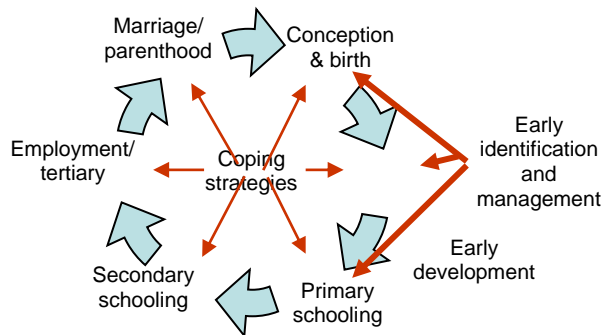 Marriage/
parenthood
Conception
& birth
Employment/
tertiary
Coping
strategies
Early
identification
and
management
Early
development
Secondary
schooling
Primary
schooling